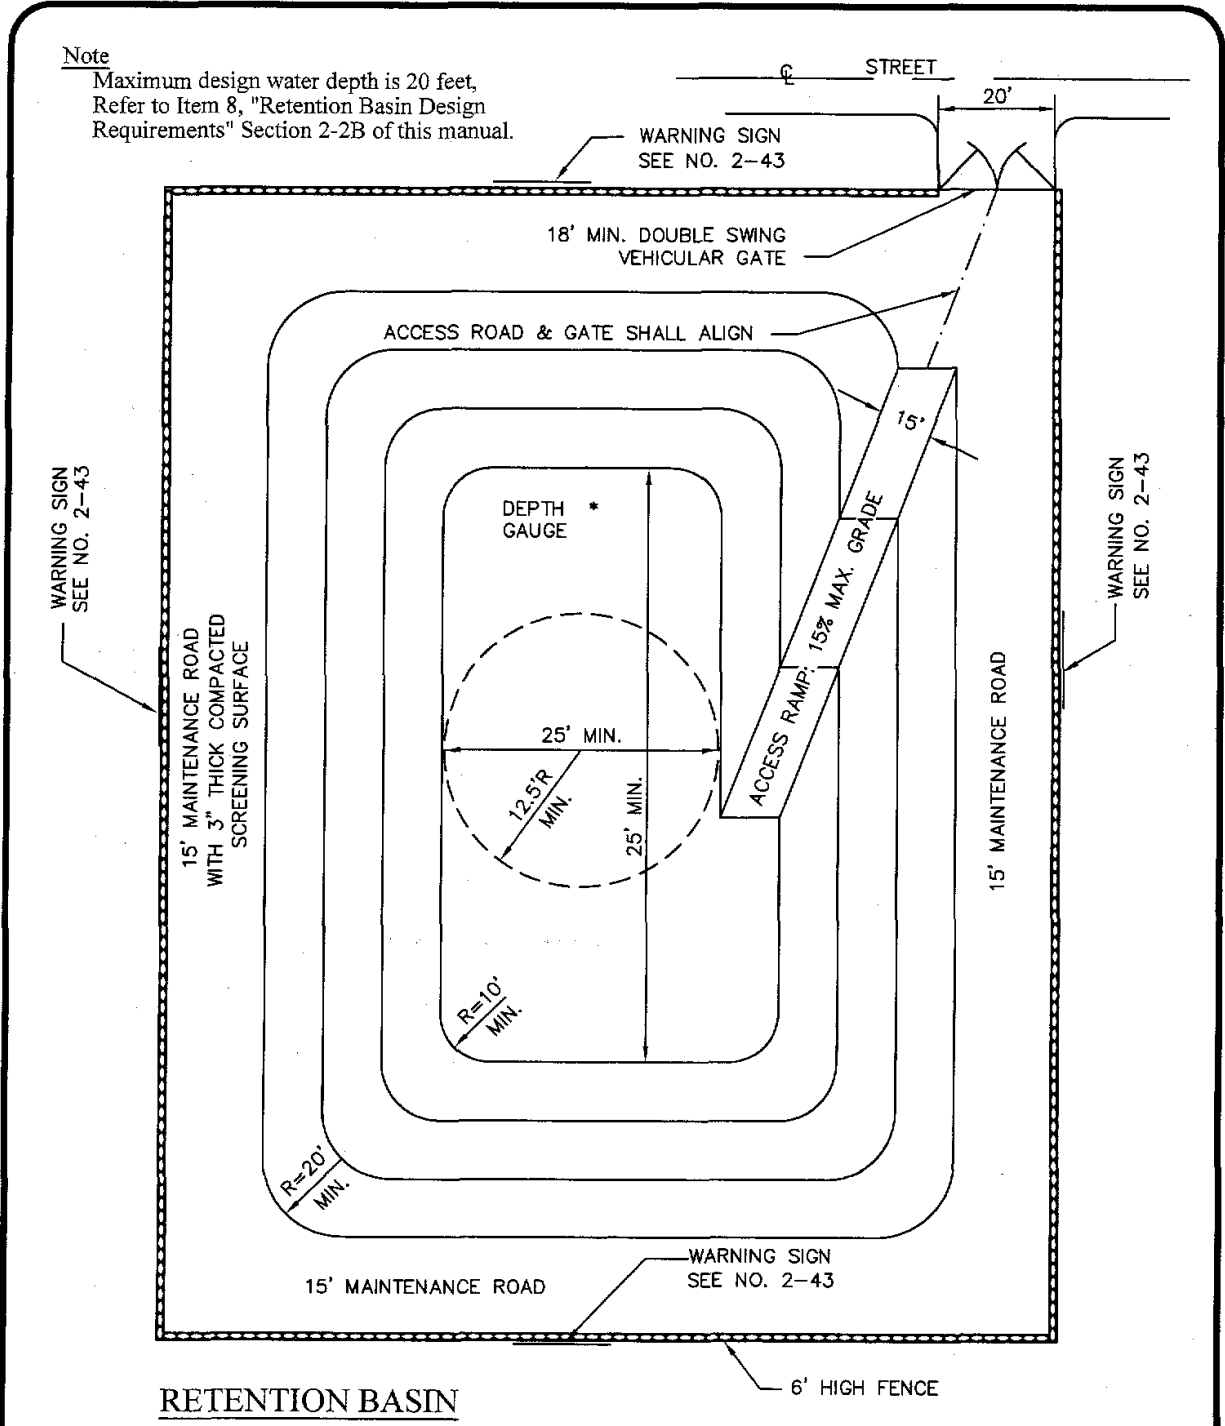 Note
Maximum design water depth is 20 feet,
Refer to Item 8, "Retention Basin Design
Requirements" Section 2-2B of this manual.
℄ STREET
20'
WARNING SIGN
SEE NO. 2-43
18' MIN. DOUBLE SWING
VEHICULAR GATE
ACCESS ROAD & GATE SHALL ALIGN
15'
DEPTH *
GAUGE
ACCESS RAMP: 15% MAX. GRADE
WARNING SIGN
SEE NO. 2-43
WARNING SIGN
SEE NO. 2-43
15' MAINTENANCE ROAD
WITH 3" THICK COMPACTED
SCREENING SURFACE
25' MIN.
12.5'R
MIN.
25' MIN.
15' MAINTENANCE ROAD
R=10'
MIN.
R=20'
MIN.
WARNING SIGN
SEE NO. 2-43
15' MAINTENANCE ROAD
6' HIGH FENCE
RETENTION BASIN